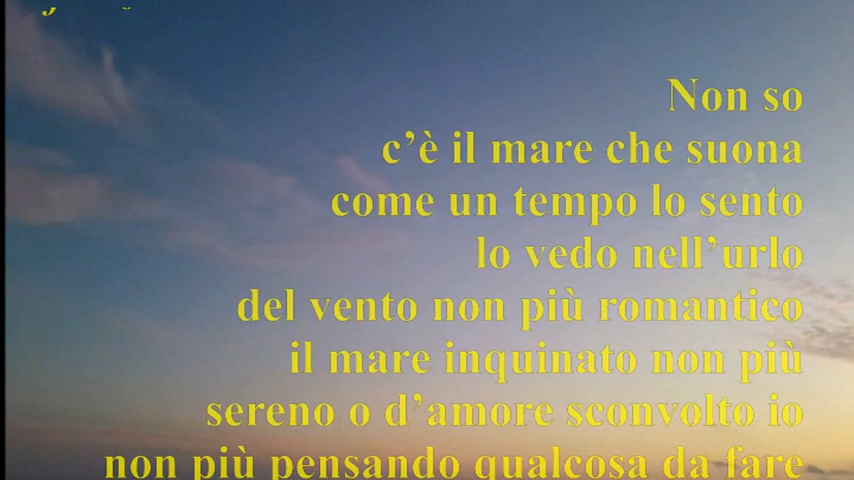 Non so
c’è il mare che suona
come un tempo lo sento
lo vedo nell’urlo
del vento non più romantico
il mare inquinato non più
sereno o d’amore sconvolto io
non più pensando qualcosa da fare